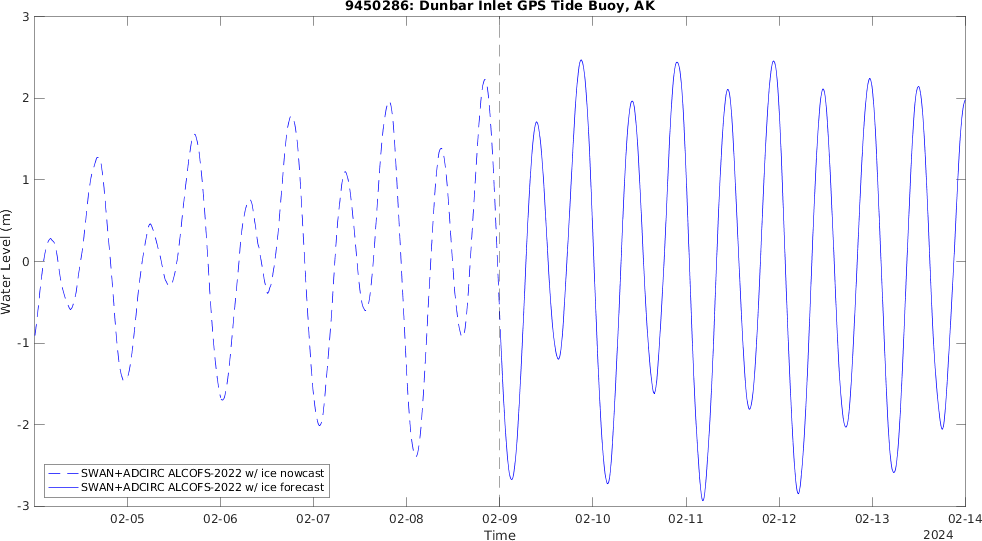 9450286: Dunbar Inlet GPS Tide Buoy, AK
3
2
1
0
-1
-2
-3
Water Level (m)
SWAN+ADCIRC ALCOFS-2022 w/ ice nowcast
SWAN+ADCIRC ALCOFS-2022 w/ ice forecast
02-05 02-06 02-07 02-08 02-09 02-10 02-11 02-12 02-13 02-14
Time
2024